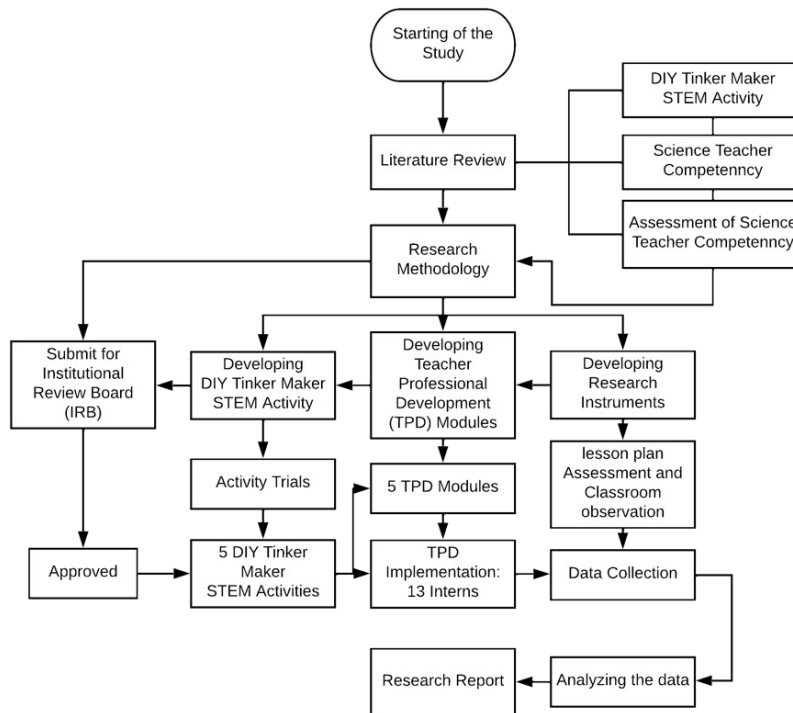 Starting of the
Study
DIY Tinker Maker
STEM Activity
Literature Review
Science Teacher
Competenncy
Assessment of Science
Teacher Competenncy
Research
Methodology
Submit for
Institutional
Review Board
(IRB)
Developing
DIY Tinker Maker
STEM Activity
Developing
Teacher
Professional
Development
(TPD) Modules
Developing
Research
Instruments
Activity Trials
5 TPD Modules
lesson plan
Assessment and
Classroom
observation
Approved
5 DIY Tinker
Maker
STEM Activities
TPD
Implementation:
13 Interns
Data Collection
Research Report
Analyzing the data